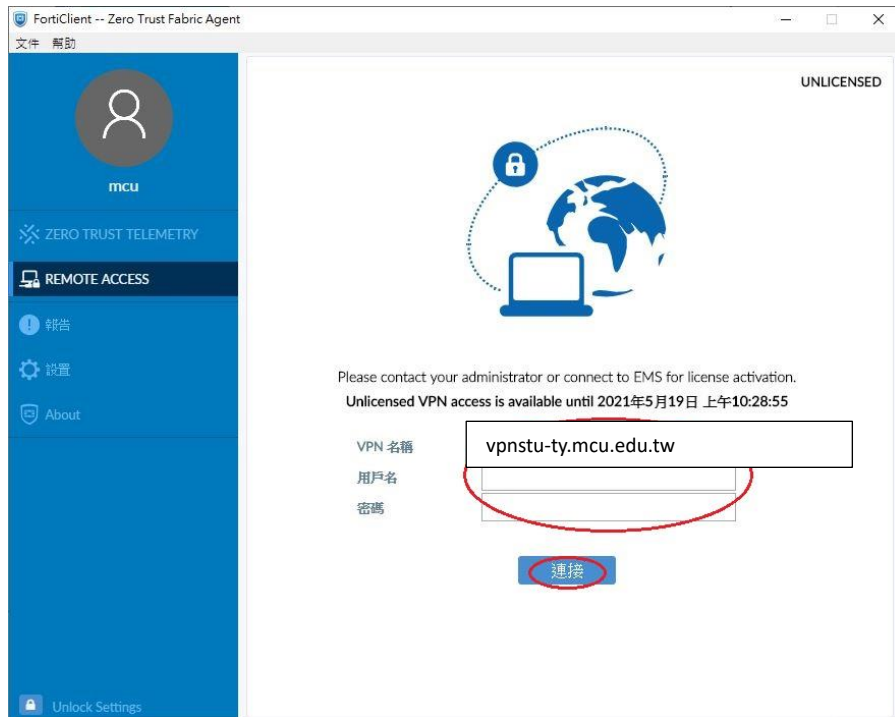 FortiClient -- Zero Trust Fabric Agent
文件 幫助
UNLICENSED
mcu
ZERO TRUST TELEMETRY
REMOTE ACCESS
報告
設置
About
Please contact your administrator or connect to EMS for license activation.
Unlicensed VPN access is available until 2021年5月19日 上午10:28:55
VPN 名稱 vpnstu-ty.mcu.edu.tw
用戶名
密碼
連接
Unlock Settings